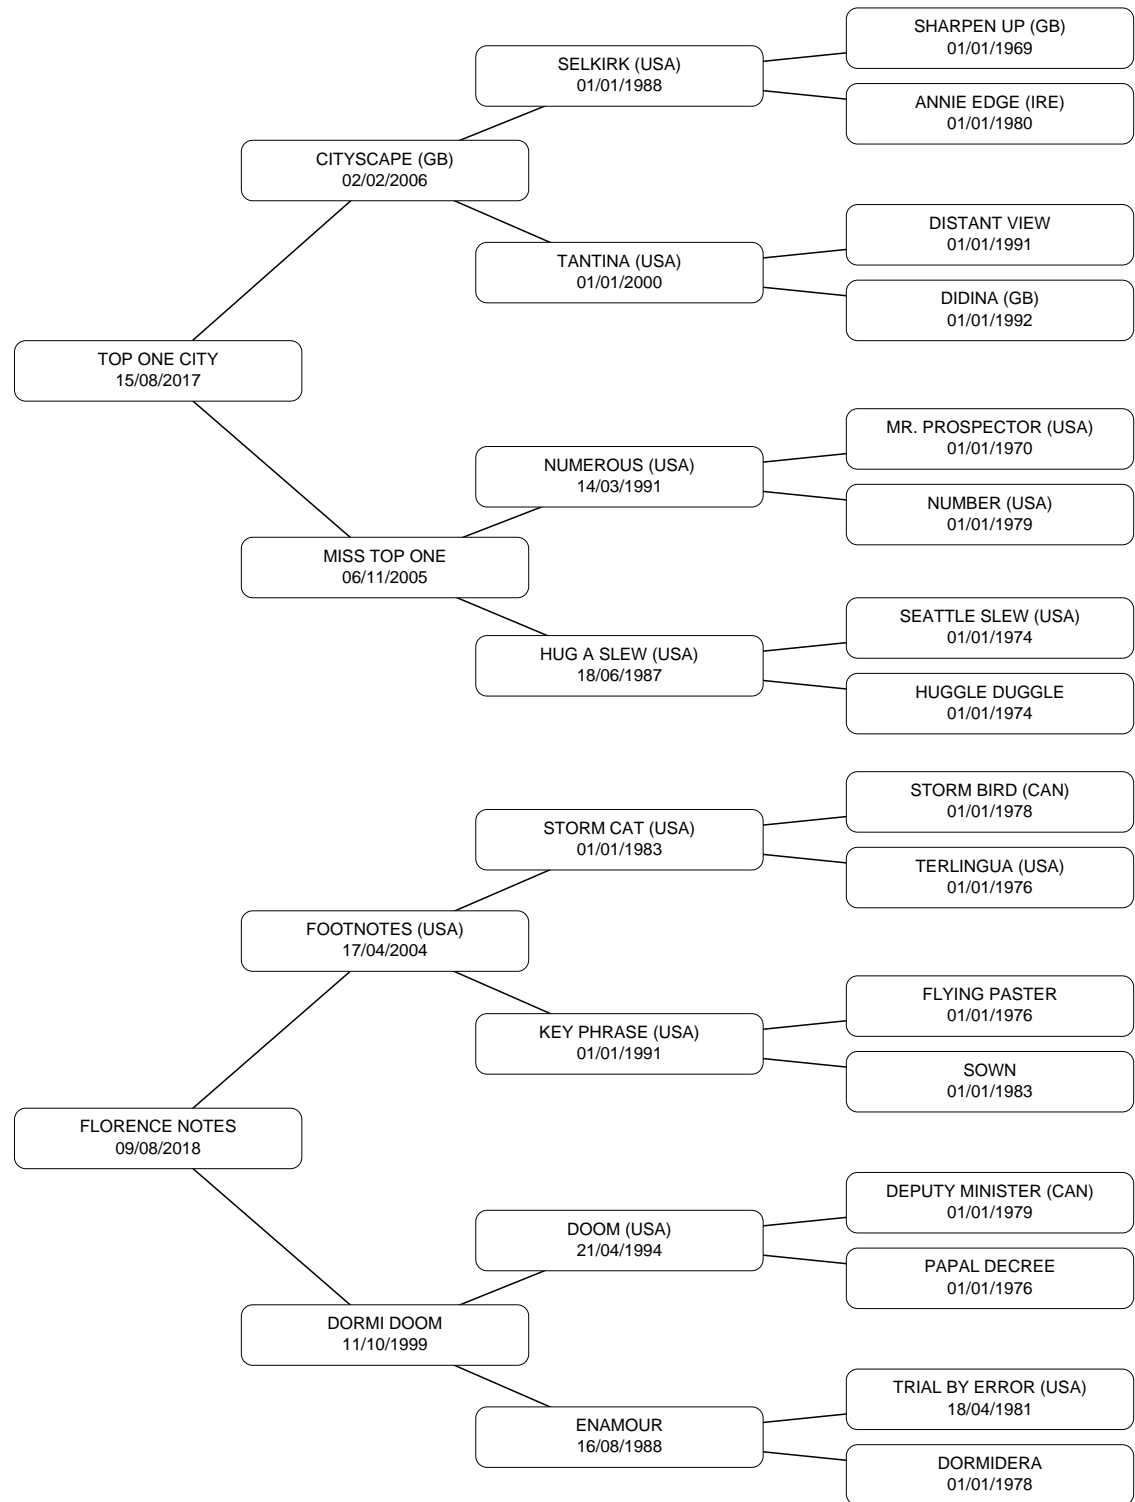 SHARPEN UP (GB)
01/01/1969
SELKIRK (USA)
01/01/1988
ANNIE EDGE (IRE)
01/01/1980
CITYSCAPE (GB)
02/02/2006
DISTANT VIEW
01/01/1991
TANTINA (USA)
01/01/2000
DIDINA (GB)
01/01/1992
TOP ONE CITY
15/08/2017
MR. PROSPECTOR (USA)
01/01/1970
NUMEROUS (USA)
14/03/1991
NUMBER (USA)
01/01/1979
MISS TOP ONE
06/11/2005
SEATTLE SLEW (USA)
01/01/1974
HUG A SLEW (USA)
18/06/1987
HUGGLE DUGGLE
01/01/1974
STORM BIRD (CAN)
01/01/1978
STORM CAT (USA)
01/01/1983
TERLINGUA (USA)
01/01/1976
FOOTNOTES (USA)
17/04/2004
FLYING PASTER
01/01/1976
KEY PHRASE (USA)
01/01/1991
SOWN
01/01/1983
FLORENCE NOTES
09/08/2018
DEPUTY MINISTER (CAN)
01/01/1979
DOOM (USA)
21/04/1994
PAPAL DECREE
01/01/1976
DORMI DOOM
11/10/1999
TRIAL BY ERROR (USA)
18/04/1981
ENAMOUR
16/08/1988
DORMIDERA
01/01/1978